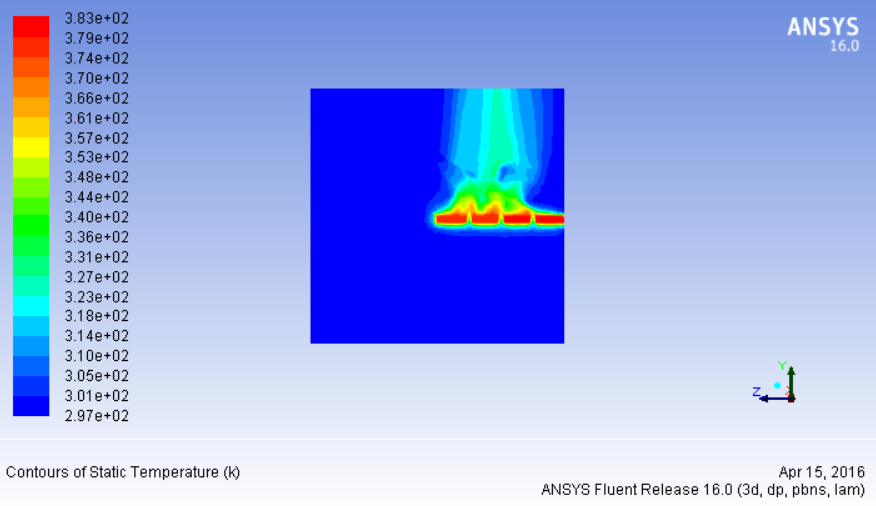 3.83e+02
3.79e+02
3.74e+02
3.70e+02
3.66e+02
3.61e+02
3.57e+02
3.53e+02
3.48e+02
3.44e+02
3.40e+02
3.36e+02
3.31e+02
3.27e+02
3.23e+02
3.18e+02
3.14e+02
3.10e+02
3.05e+02
3.01e+02
2.97e+02
ANSYS
16.0
Y
Z
X
Contours of Static Temperature (k)
Apr 15, 2016
ANSYS Fluent Release 16.0 (3d, dp, pbns, lam)